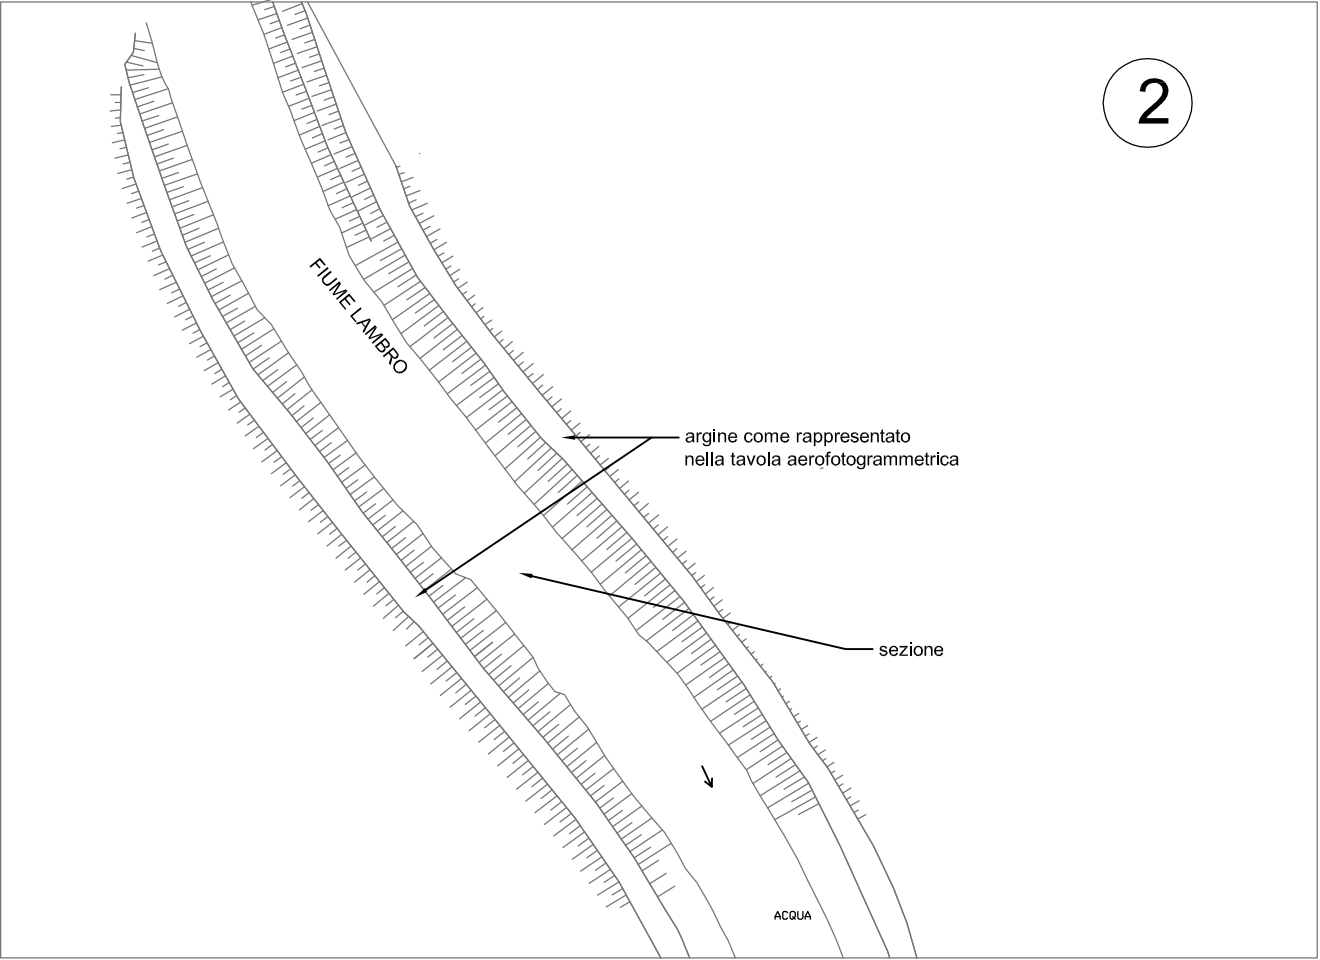 2
FIUME LAMBRO
argine come rappresentato
nella tavola aerofotogrammetrica
sezione
ACQUA